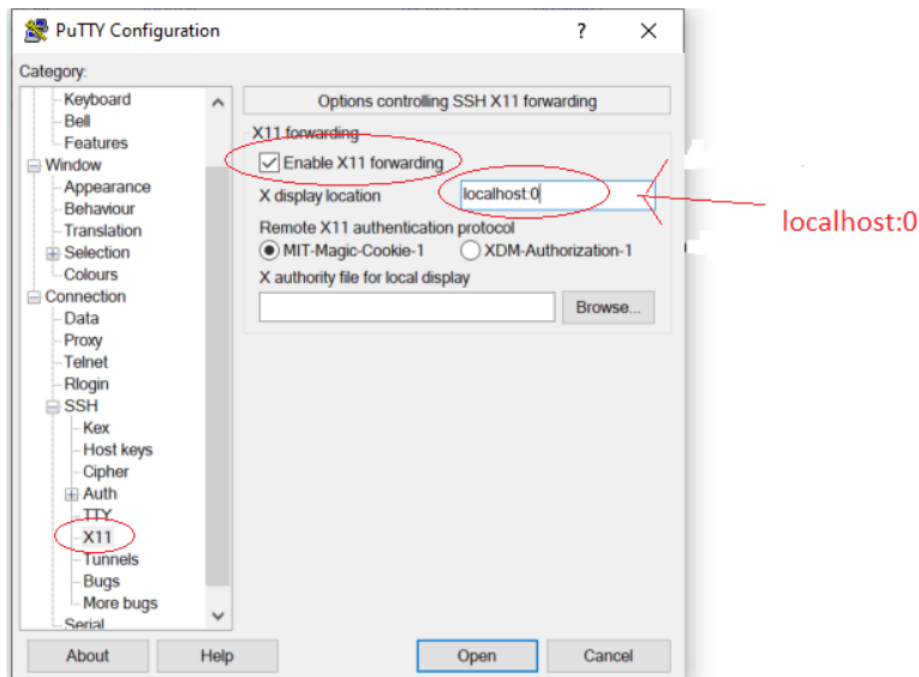 PuTTY Configuration
?
Category:
Keyboard
Bell
Features
Window
Appearance
Behaviour
Translation
Selection
Colours
Connection
Data
Proxy
Telnet
Rlogin
SSH
Kex
Host keys
Cipher
Auth
TTY
X11
Tunnels
Bugs
More bugs
Serial
Options controlling SSH X11 forwarding
X11 forwarding
Enable X11 forwarding
X display location
localhost:0
localhost:0
Remote X11 authentication protocol
MIT-Magic-Cookie-1
XDM-Authorization-1
X authority file for local display
Browse...
About
Help
Open
Cancel